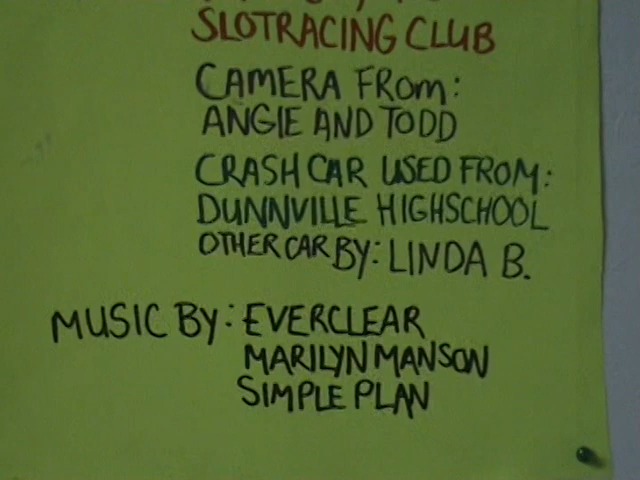 SLOTRACING CLUB
CAMERA FROM:
ANGIE AND TODD
CRASH CAR USED FROM:
DUNNVILLE HIGHSCHOOL
OTHER CAR BY: LINDA B.
MUSIC BY: EVERCLEAR
MARILYN MANSON
SIMPLE PLAN